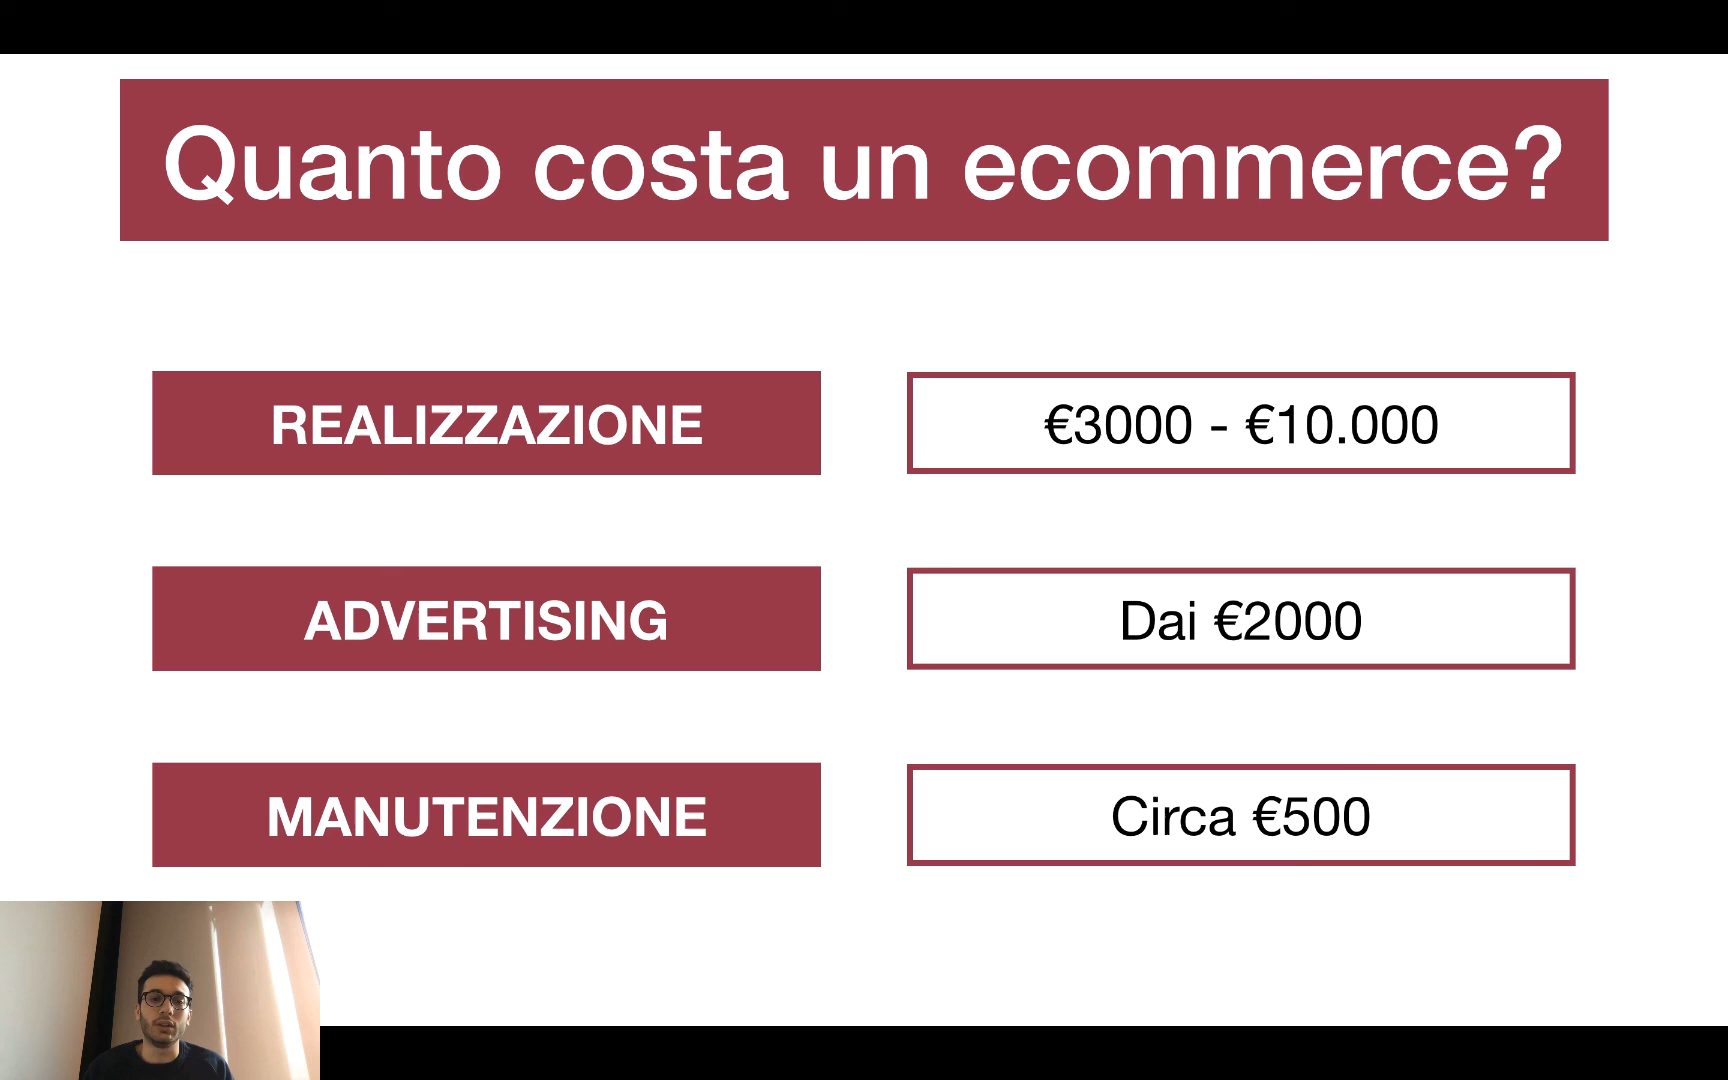 Quanto costa un ecommerce?
REALIZZAZIONE
€3000 - €10.000
ADVERTISING
Dai €2000
MANUTENZIONE
Circa €500